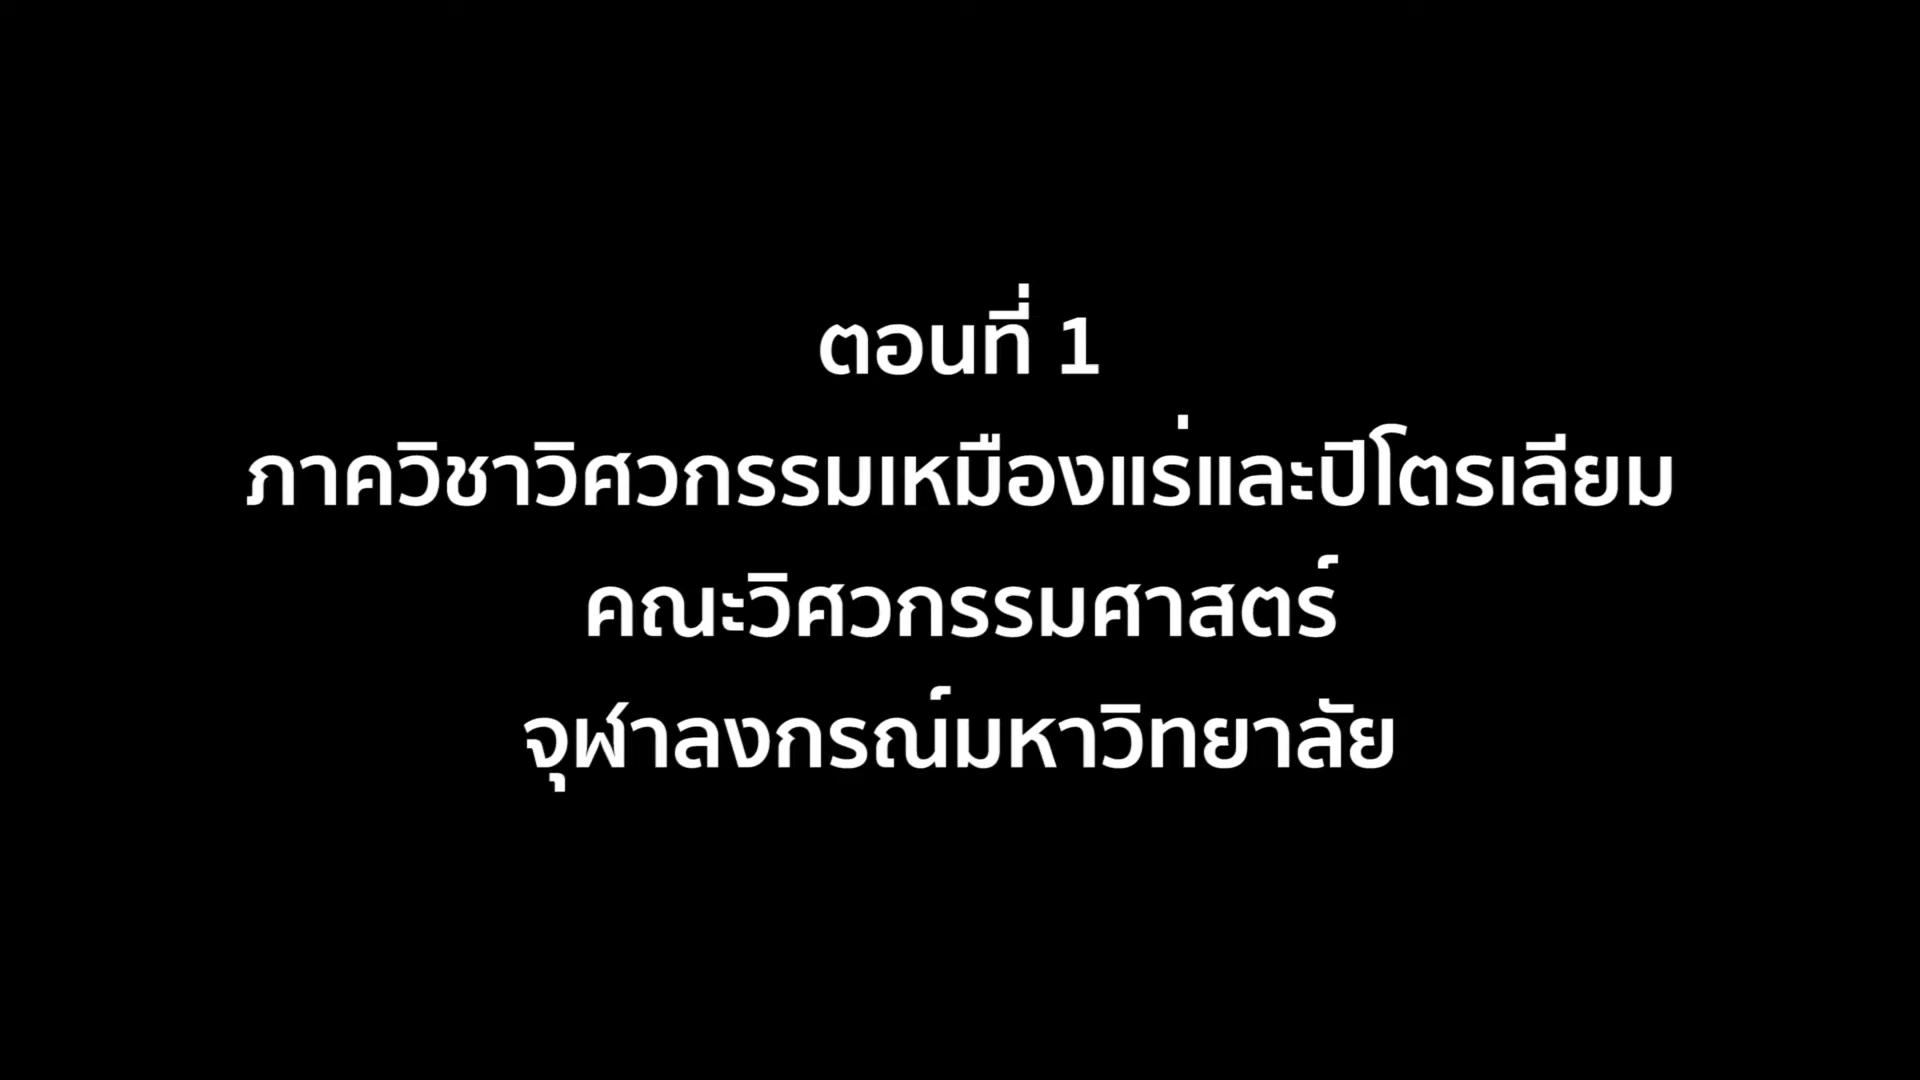 ตอนที่ 1
ภาควิชาวิศวกรรมเหมืองแร่และปิโตรเลียม
คณะวิศวกรรมศาสตร์
จุฬาลงกรณ์มหาวิทยาลัย